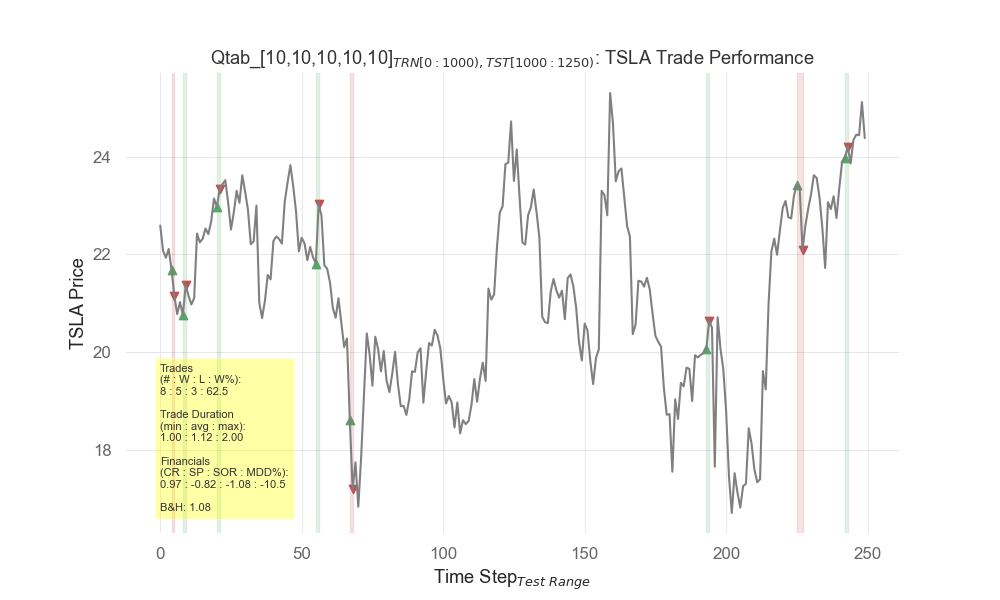 Qtab_[10,10,10,10,10]TRN[0 : 1000), TST[1000 : 1250): TSLA Trade Performance
TSLA Price
24
22
20
18
Trades
(# : W : L : W%):
8 : 5 : 3 : 62.5
Trade Duration
(min : avg : max):
1.00 : 1.12 : 2.00
Financials
(CR : SP : SOR : MDD%):
0.97 : -0.82 : -1.08 : -10.5
B&H: 1.08
0 50 100 150 200 250
Time StepTest Range